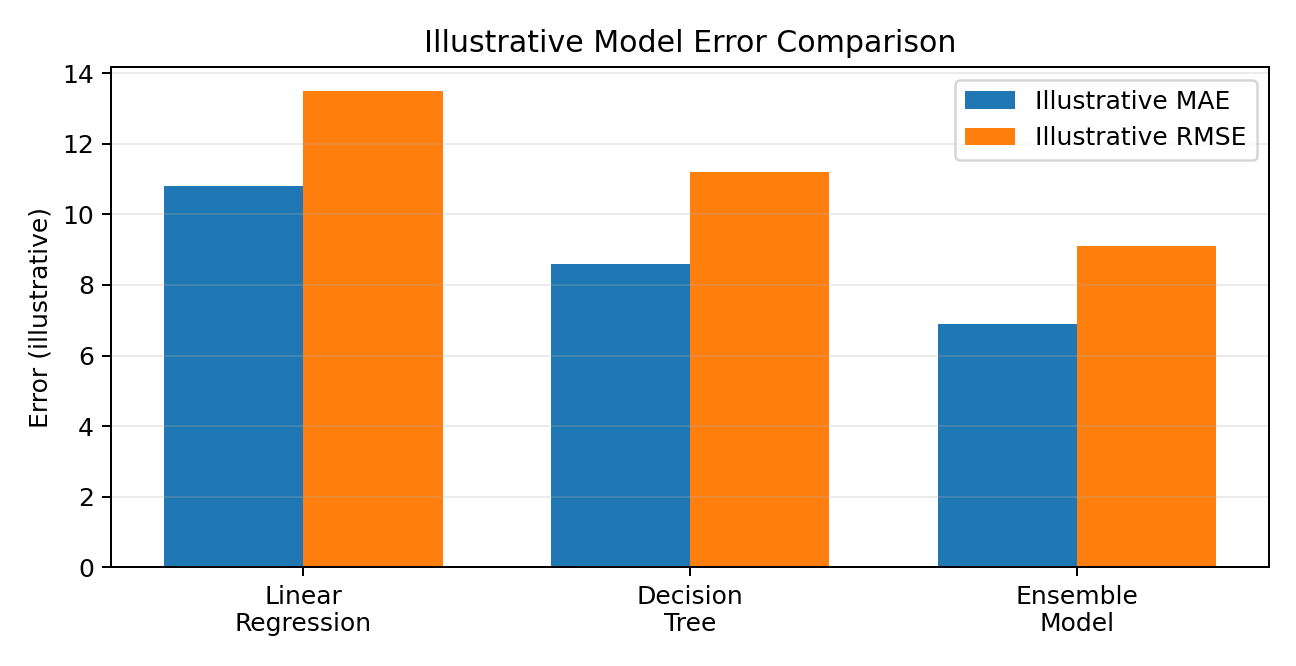 Illustrative Model Error Comparison
Illustrative MAE
Illustrative RMSE
Error (illustrative)
14
12
10
8
6
4
2
0
Linear
Regression
Decision
Tree
Ensemble
Model